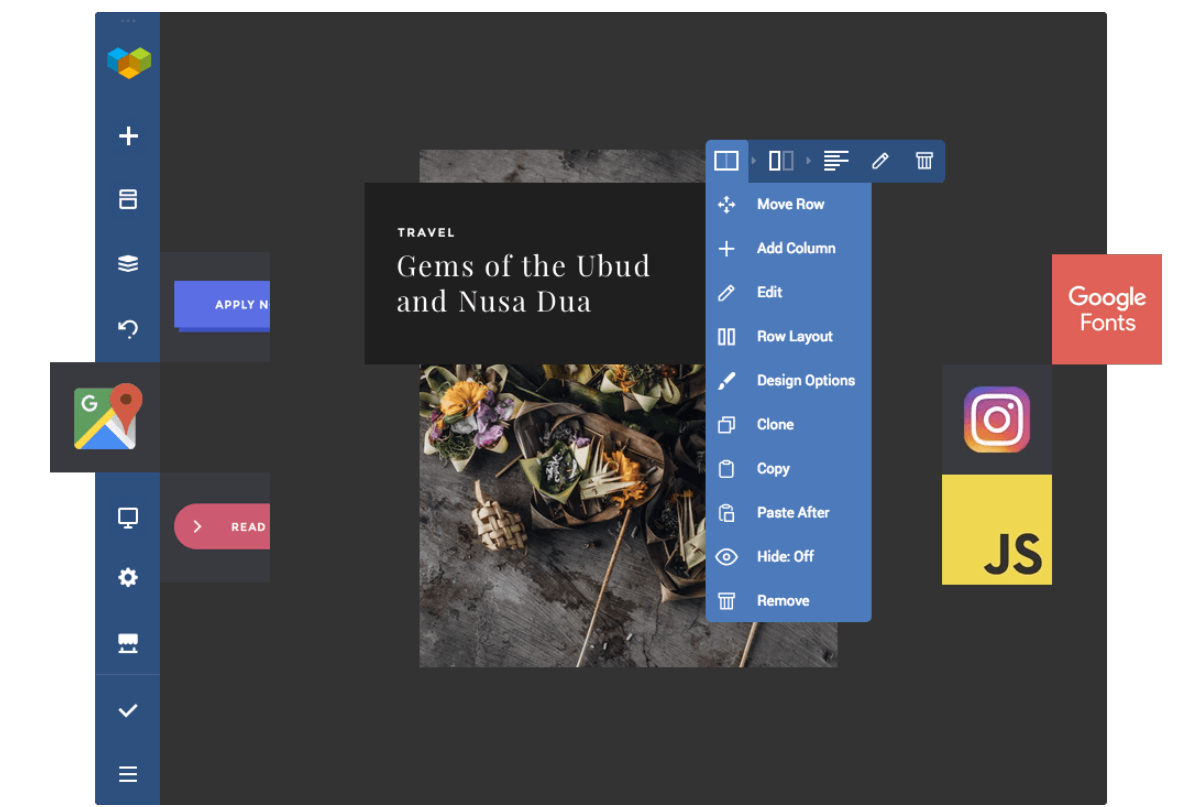 TRAVEL
Gems of the Ubud
and Nusa Dua
Move Row
Add Column
Edit
Row Layout
Design Options
Clone
Copy
Paste After
Hide: Off
Remove
APPLY N
READ
G
Google
Fonts
JS